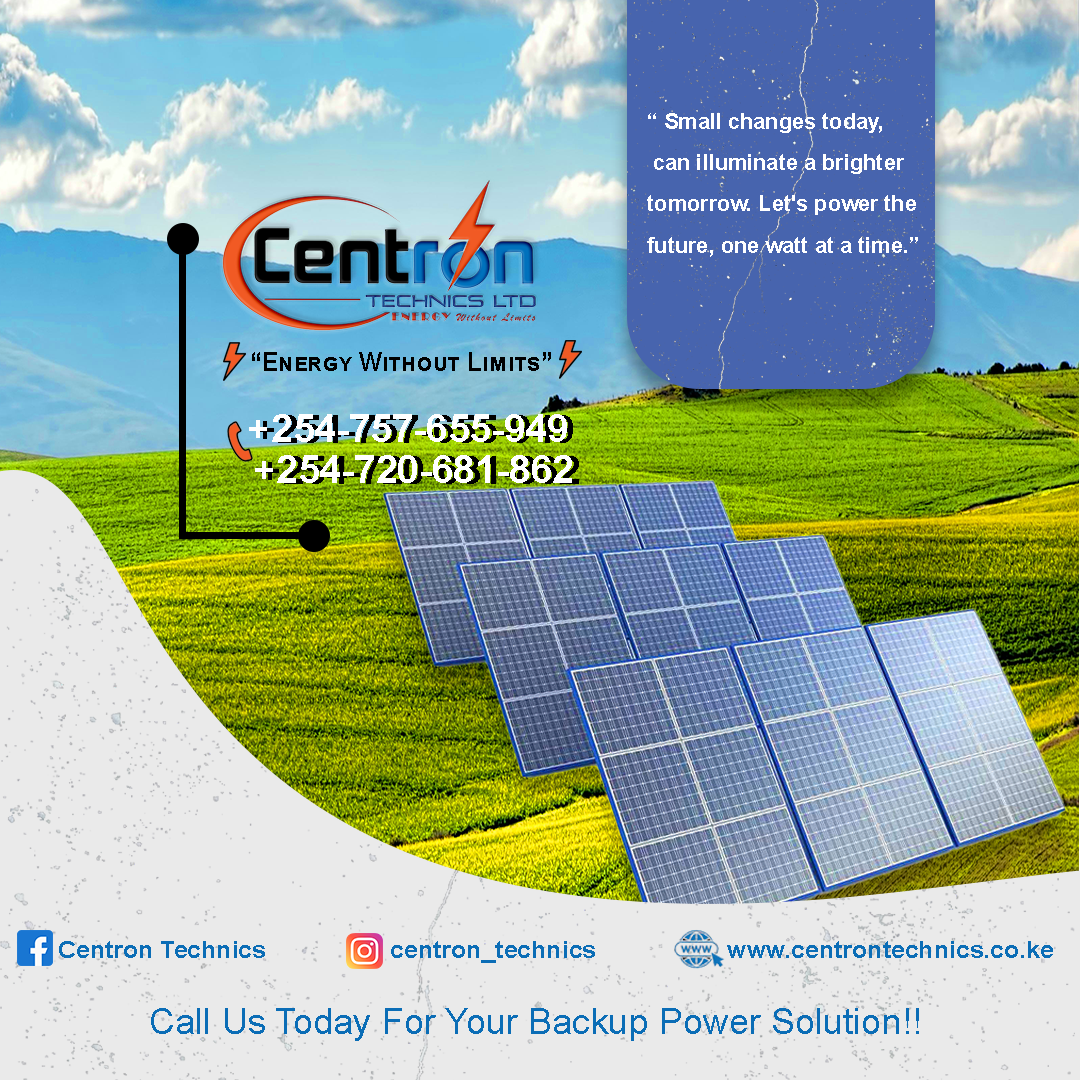 “ Small changes today,
can illuminate a brighter
tomorrow. Let's power the
future, one watt at a time.”
Centron
TECHNICS LTD
ENERGY Without Limits
“ENERGY WITHOUT LIMITS”
+254-757-655-949
+254-720-681-862
Centron Technics
centron_technics
www
www.centrontechnics.co.ke
Call Us Today For Your Backup Power Solution!!